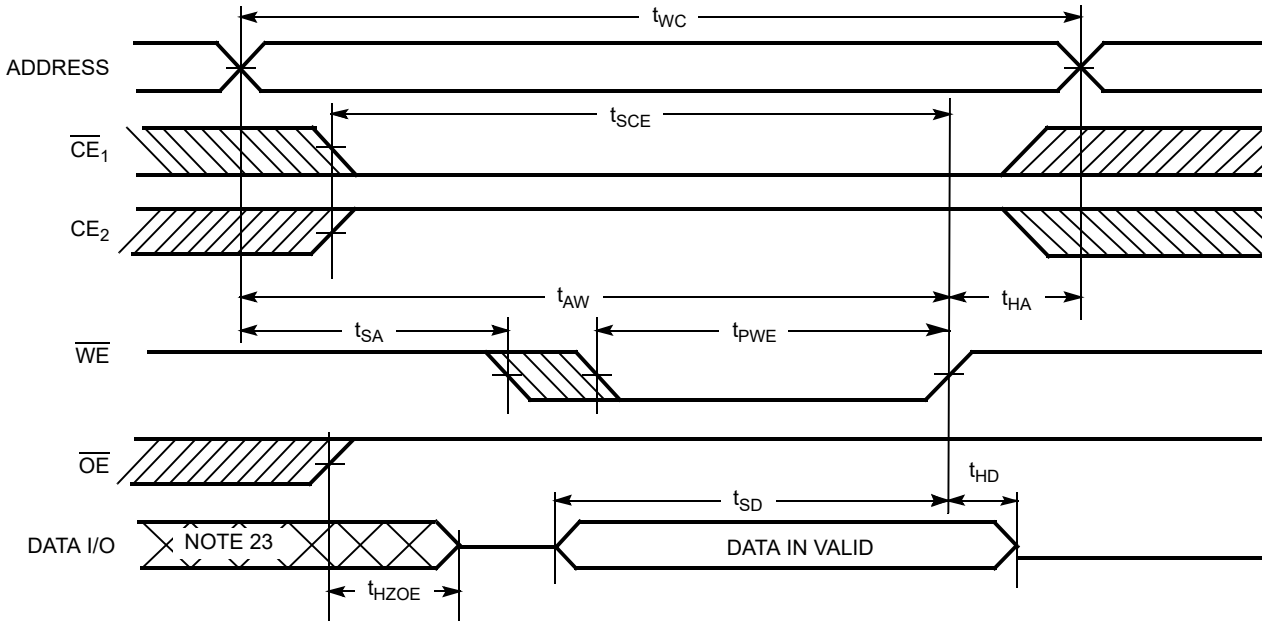 tWC
ADDRESS
tSCE
CE1
CE2
tAW
tHA
tSA
tPWE
WE
OE
tHD
tSD
DATA I/O
NOTE 23
DATA IN VALID
tHZOE